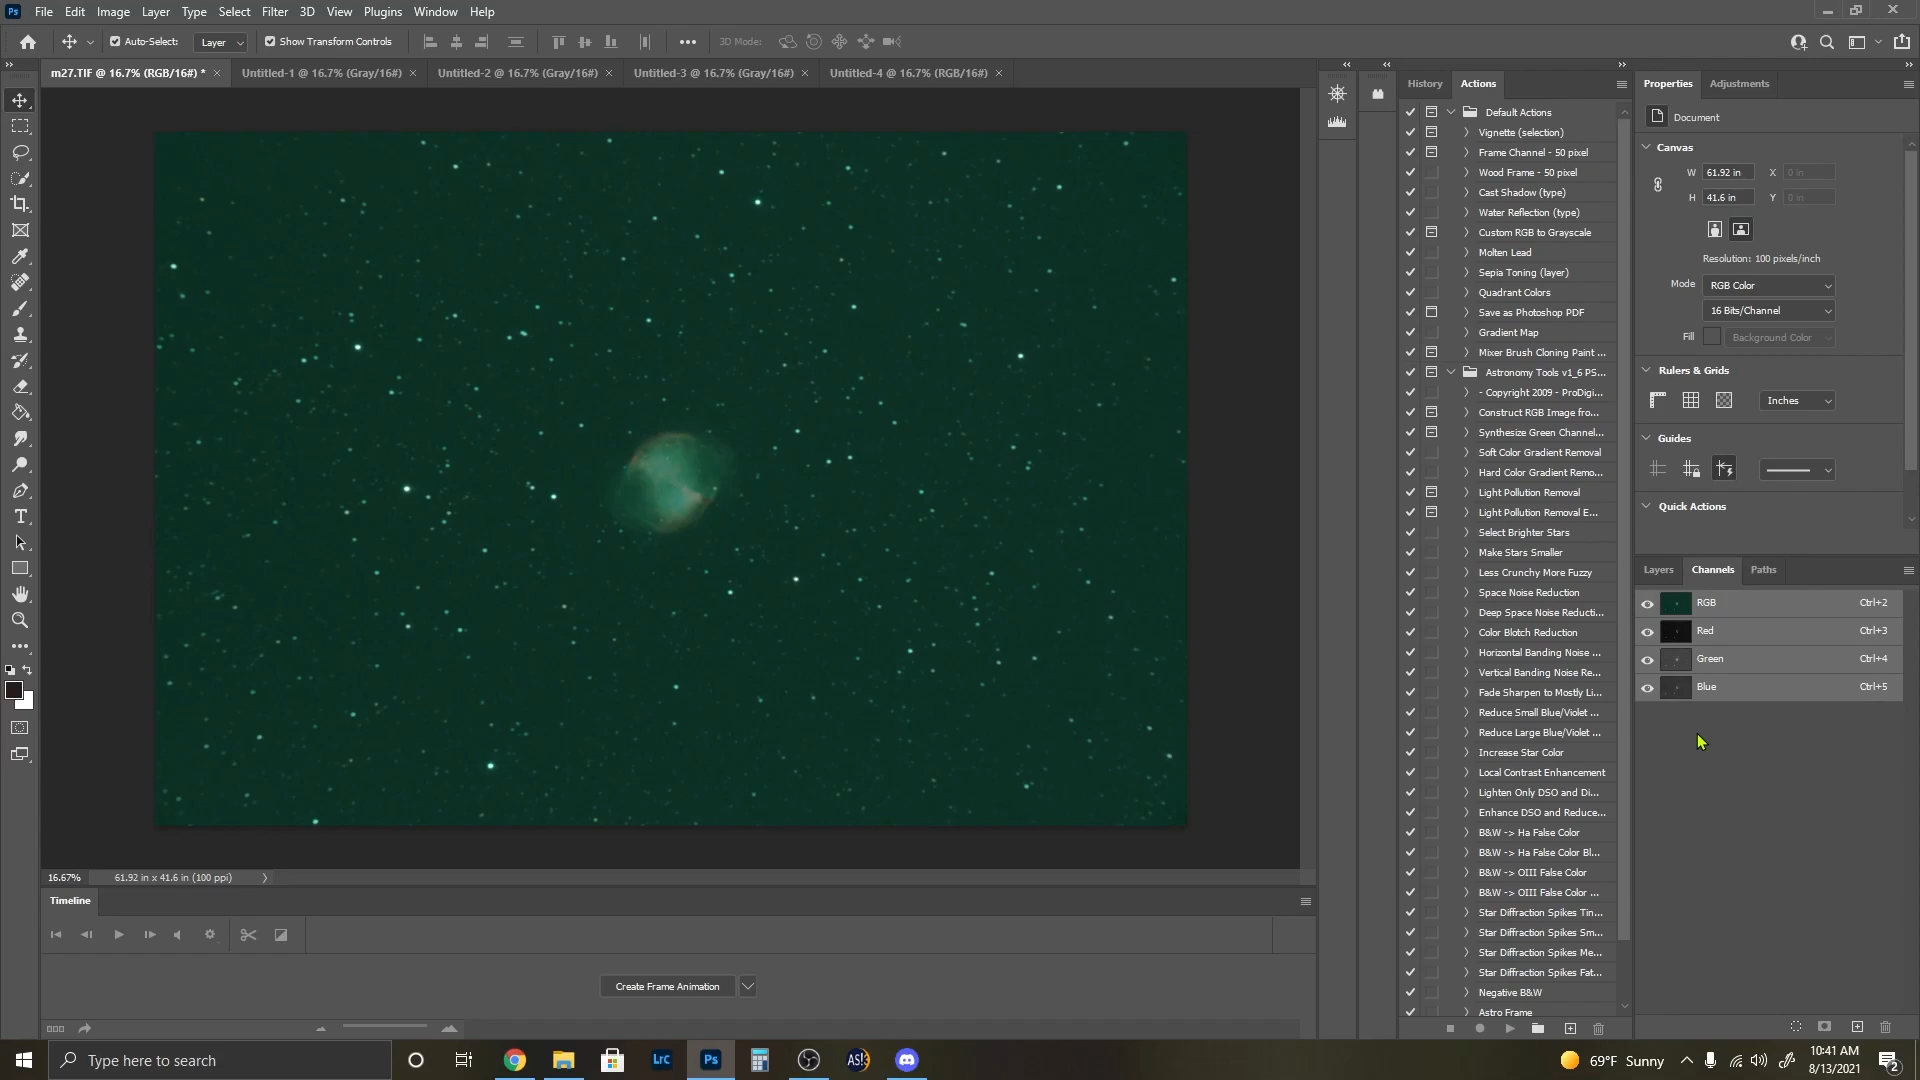 Ps File Edit Image Layer Type Select Filter 3D View Plugins Window Help
Auto-Select: Layer Show Transform Controls 3D Mode:
m27.TIF @ 16.7% (RGB/16#) * Untitled-1 @ 16.7% (Gray/16#) Untitled-2 @ 16.7% (Gray/16#) Untitled-3 @ 16.7% (Gray/16#) Untitled-4 @ 16.7% (RGB/16#)
History Actions
Default Actions
Vignette (selection)
Frame Channel - 50 pixel
Wood Frame - 50 pixel
Cast Shadow (type)
Water Reflection (type)
Custom RGB to Grayscale
Molten Lead
Sepia Toning (layer)
Quadrant Colors
Save as Photoshop PDF
Gradient Map
Mixer Brush Cloning Paint ...
Astronomy Tools v1_6 PS...
- Copyright 2009 - ProDigi...
Construct RGB Image fro...
Synthesize Green Channel...
Soft Color Gradient Removal
Hard Color Gradient Remo...
Light Pollution Removal
Light Pollution Removal E...
Select Brighter Stars
Make Stars Smaller
Less Crunchy More Fuzzy
Space Noise Reduction
Deep Space Noise Reducti...
Color Blotch Reduction
Horizontal Banding Noise ...
Vertical Banding Noise Re...
Fade Sharpen to Mostly Li...
Reduce Small Blue/Violet ...
Reduce Large Blue/Violet ...
Increase Star Color
Local Contrast Enhancement
Lighten Only DSO and Di...
Enhance DSO and Reduce...
B&W -> Ha False Color
B&W -> Ha False Color Bl...
B&W -> OIII False Color
B&W -> OIII False Color ...
Star Diffraction Spikes Tin...
Star Diffraction Spikes Sm...
Star Diffraction Spikes Me...
Star Diffraction Spikes Fat...
Negative B&W
Astro Frame
Properties Adjustments
Document
Canvas
W 61.92 in X 0 in
H 41.6 in Y 0 in
Resolution: 100 pixels/inch
Mode RGB Color
16 Bits/Channel
Fill Background Color
Rulers & Grids
Inches
Guides
Quick Actions
Layers Channels Paths
RGB Ctrl+2
Red Ctrl+3
Green Ctrl+4
Blue Ctrl+5
16.67% 61.92 in x 41.6 in (100 ppi)
Timeline
Create Frame Animation
Type here to search
LrC Ps AS!3
69°F Sunny
10:41 AM
8/13/2021
2